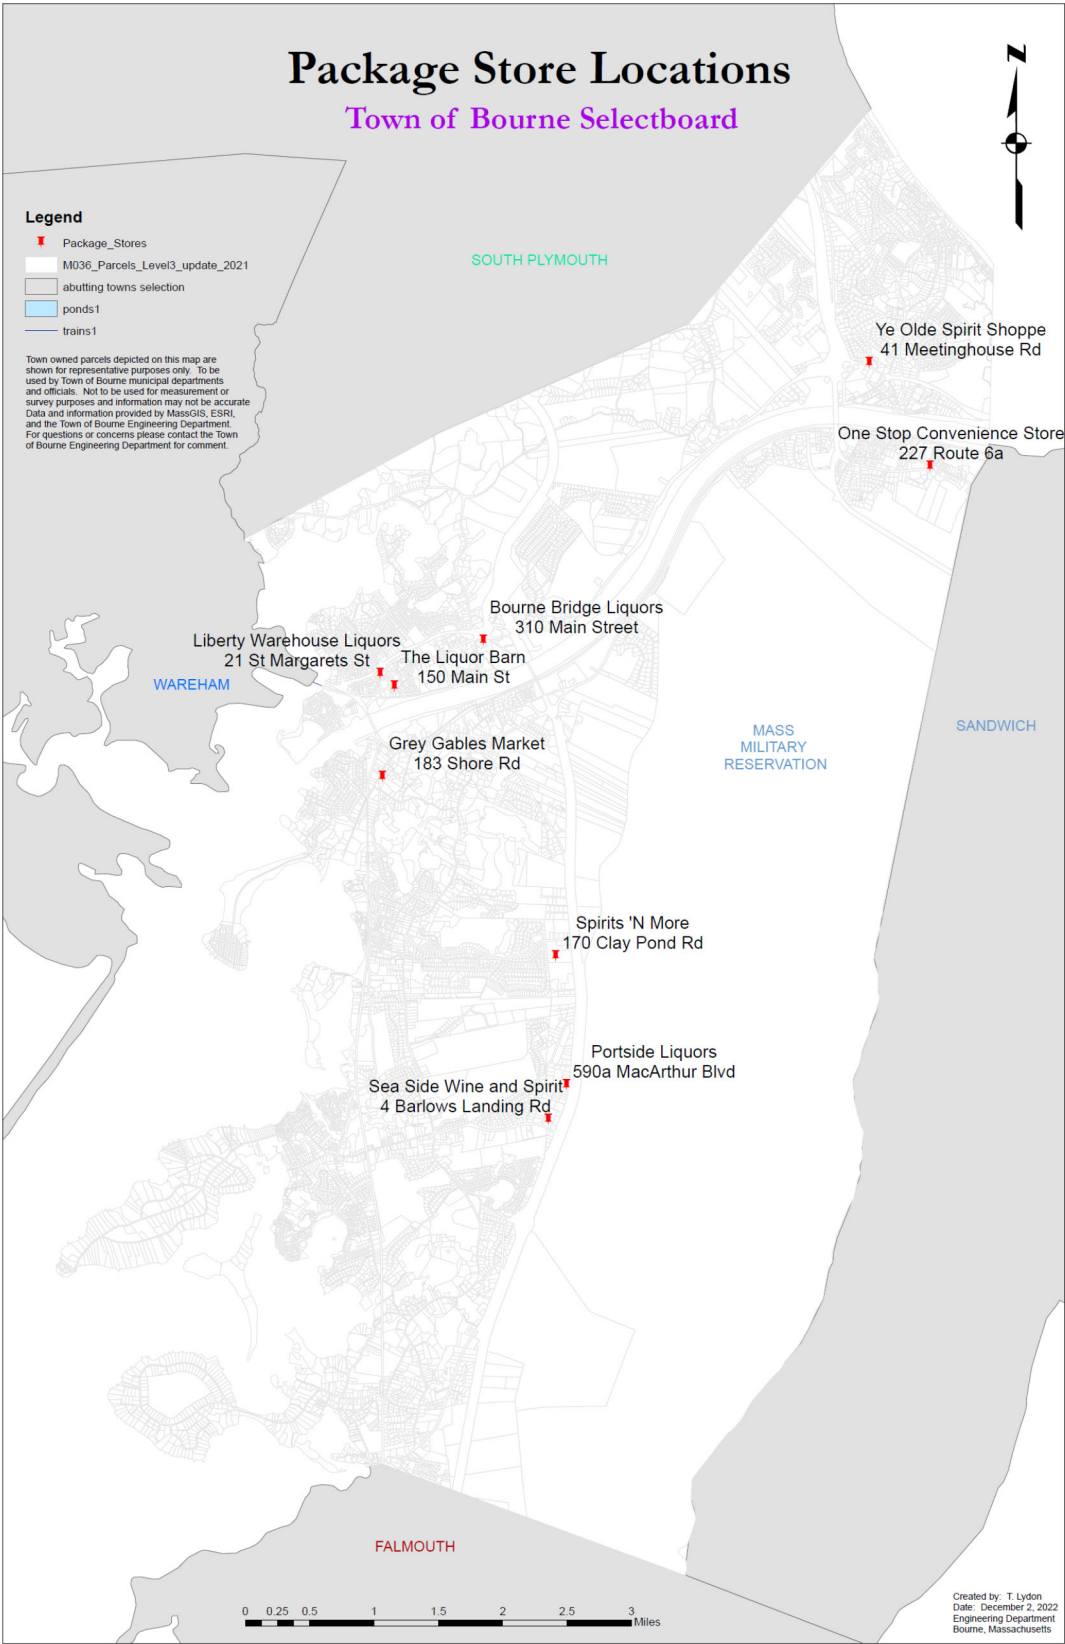 Package Store Locations
Town of Bourne Selectboard
N
Legend
Package_Stores
M036_Parcels_Level3_update_2021
abutting towns selection
ponds1
trains1
Town owned parcels depicted on this map are
shown for representative purposes only. To be
used by Town of Bourne municipal departments
and officials. Not to be used for measurement or
survey purposes and information may not be accurate
Data and information provided by MassGIS, ESRI,
and the Town of Bourne Engineering Department.
For questions or concerns please contact the Town
of Bourne Engineering Department for comment.
SOUTH PLYMOUTH
Ye Olde Spirit Shoppe
41 Meetinghouse Rd
One Stop Convenience Store
227 Route 6a
Bourne Bridge Liquors
310 Main Street
Liberty Warehouse Liquors
21 St Margarets St
The Liquor Barn
150 Main St
WAREHAM
Grey Gables Market
183 Shore Rd
MASS
MILITARY
RESERVATION
SANDWICH
Spirits 'N More
170 Clay Pond Rd
Portside Liquors
590a MacArthur Blvd
Sea Side Wine and Spirit
4 Barlows Landing Rd
FALMOUTH
0 0.25 0.5 1 1.5 2 2.5 3
Miles
Created by: T. Lydon
Date: December 2, 2022
Engineering Department
Bourne, Massachusetts